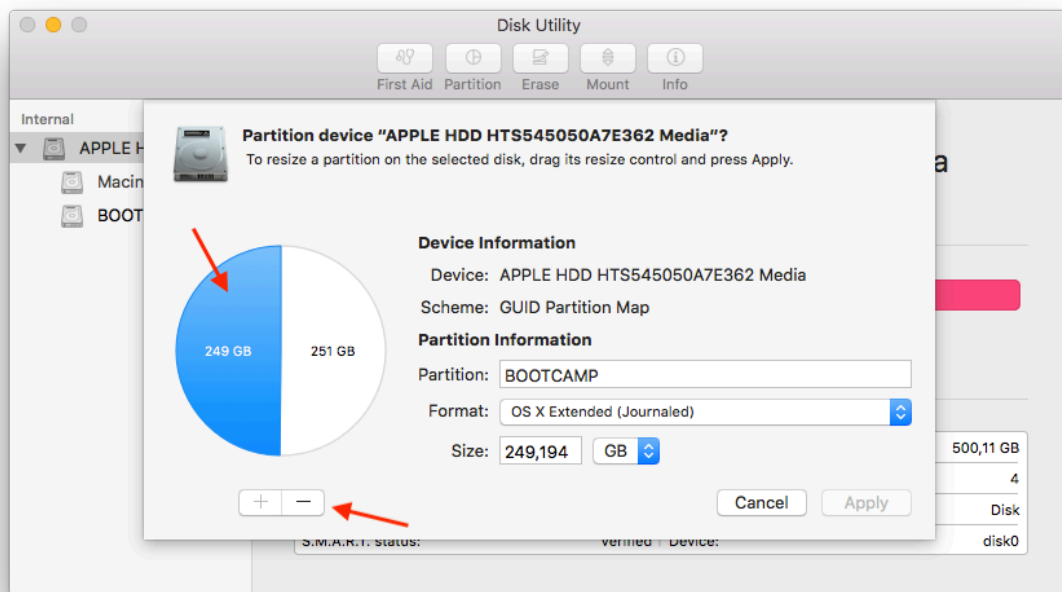 Disk Utility
First Aid Partition Erase Mount Info
Internal
APPLE H
Macin
BOOT
a
Partition device “APPLE HDD HTS545050A7E362 Media”?
To resize a partition on the selected disk, drag its resize control and press Apply.
249 GB
251 GB
Device Information
Device: APPLE HDD HTS545050A7E362 Media
Scheme: GUID Partition Map
Partition Information
Partition: BOOTCAMP
Format: OS X Extended (Journaled)
Size: 249,194 GB
+ −
Cancel Apply
500,11 GB
4
Disk
S.M.A.R.T. status: Verified Device: disk0